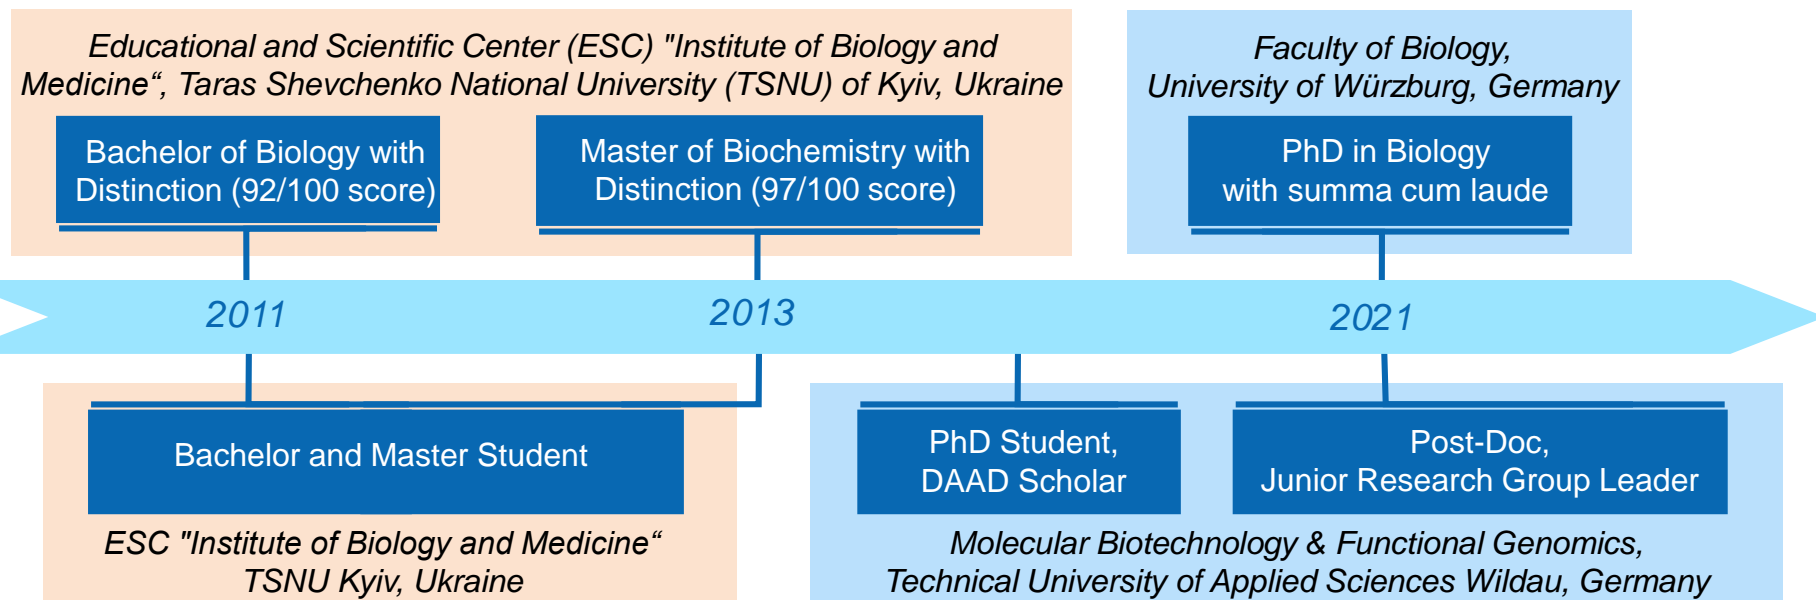 Educational and Scientific Center (ESC) "Institute of Biology and
Medicine“, Taras Shevchenko National University (TSNU) of Kyiv, Ukraine
Bachelor of Biology with
Distinction (92/100 score)
Master of Biochemistry with
Distinction (97/100 score)
Faculty of Biology,
University of Würzburg, Germany
PhD in Biology
with summa cum laude
2011
2013
2021
Bachelor and Master Student
ESC "Institute of Biology and Medicine“
TSNU Kyiv, Ukraine
PhD Student,
DAAD Scholar
Post-Doc,
Junior Research Group Leader
Molecular Biotechnology & Functional Genomics,
Technical University of Applied Sciences Wildau, Germany